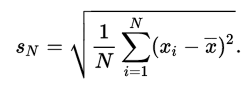 s_N = \sqrt{\frac{1}{N} \sum_{i=1}^{N} (x_i - \overline{x})^2}.